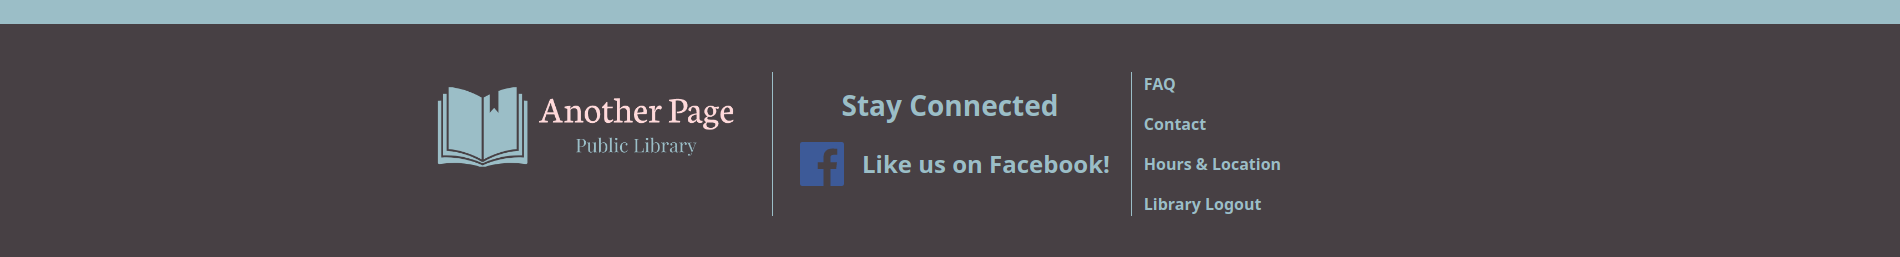 Another Page
Public Library
Stay Connected
Like us on Facebook!
FAQ
Contact
Hours & Location
Library Logout